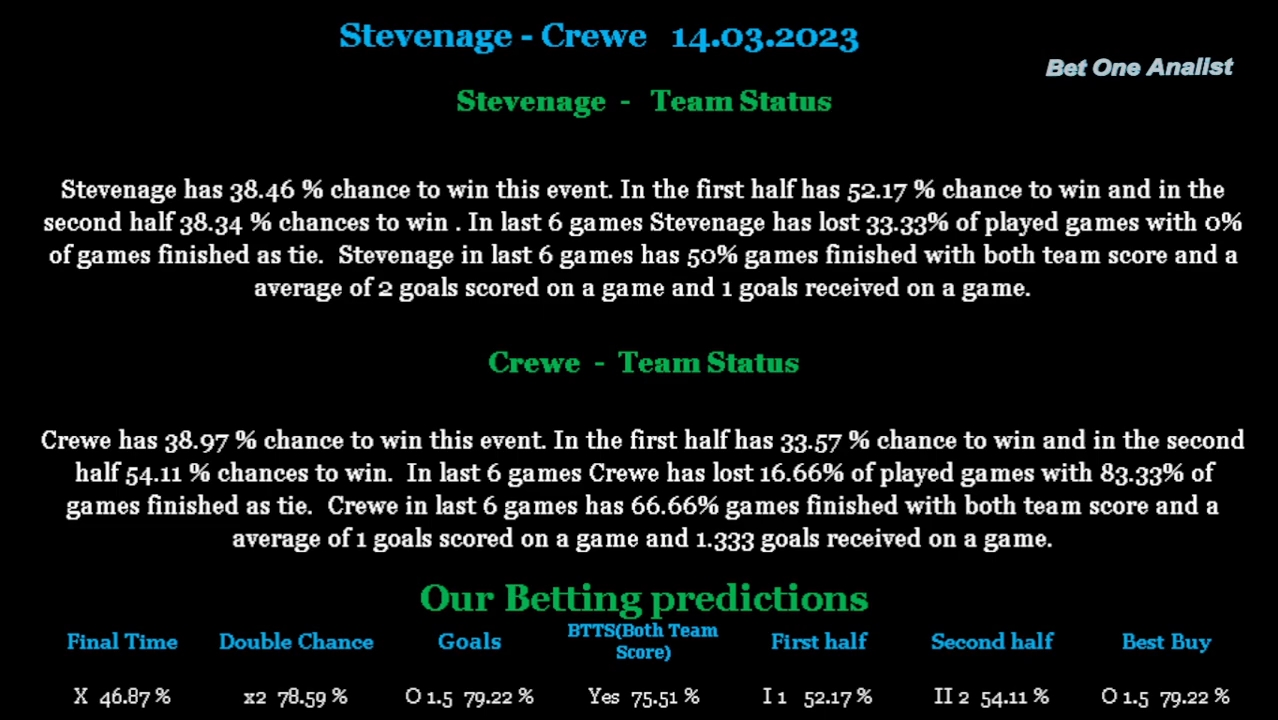 Stevenage - Crewe 14.03.2023
Bet One Analist
Stevenage - Team Status
Stevenage has 38.46 % chance to win this event. In the first half has 52.17 % chance to win and in the
second half 38.34 % chances to win . In last 6 games Stevenage has lost 33.33% of played games with 0%
of games finished as tie. Stevenage in last 6 games has 50% games finished with both team score and a
average of 2 goals scored on a game and 1 goals received on a game.
Crewe - Team Status
Crewe has 38.97 % chance to win this event. In the first half has 33.57 % chance to win and in the second
half 54.11 % chances to win. In last 6 games Crewe has lost 16.66% of played games with 83.33% of
games finished as tie. Crewe in last 6 games has 66.66% games finished with both team score and a
average of 1 goals scored on a game and 1.333 goals received on a game.
Our Betting predictions
Final Time Double Chance Goals BTTS(Both Team
Score) First half Second half Best Buy
X 46.87 % x2 78.59 % O 1.5 79.22 % Yes 75.51 % I 1 52.17 % II 2 54.11 % O 1.5 79.22 %